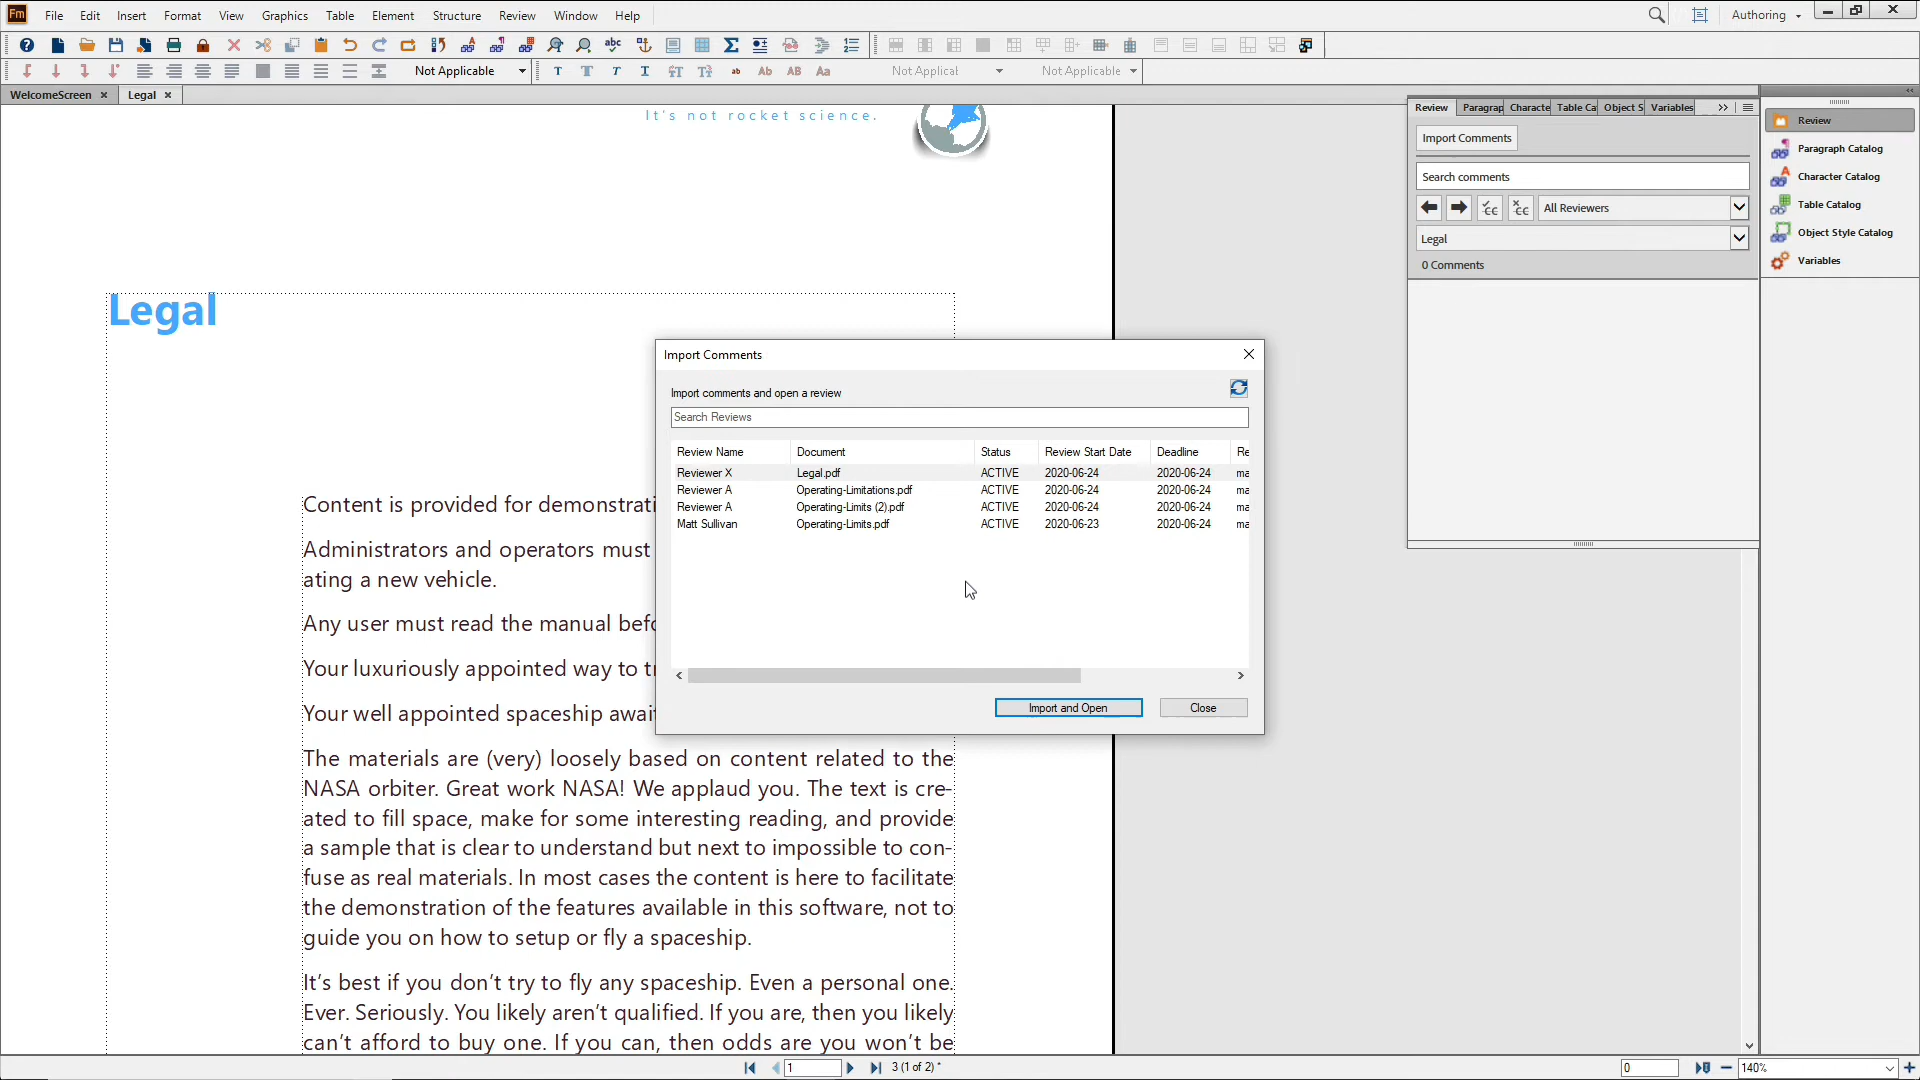 Fm File Edit Insert Format View Graphics Table Element Structure Review Window Help Authoring
Not Applicable Not Applicat Not Applicable
WelcomeScreen Legal
It's not rocket science.
Legal
Content is provided for demonstrati
Administrators and operators must
ating a new vehicle.
Any user must read the manual befo
Your luxuriously appointed way to tr
Your well appointed spaceship await
The materials are (very) loosely based on content related to the
NASA orbiter. Great work NASA! We applaud you. The text is cre-
ated to fill space, make for some interesting reading, and provide
a sample that is clear to understand but next to impossible to con-
fuse as real materials. In most cases the content is here to facilitate
the demonstration of the features available in this software, not to
guide you on how to setup or fly a spaceship.
It's best if you don't try to fly any spaceship. Even a personal one.
Ever. Seriously. You likely aren't qualified. If you are, then you likely
can't afford to buy one. If you can, then odds are you won't be
Import Comments
Import comments and open a review
Search Reviews
Review Name Document Status Review Start Date Deadline Re
Reviewer X Legal.pdf ACTIVE 2020-06-24 2020-06-24 ma
Reviewer A Operating-Limitations.pdf ACTIVE 2020-06-24 2020-06-24 ma
Reviewer A Operating-Limits (2).pdf ACTIVE 2020-06-24 2020-06-24 ma
Matt Sullivan Operating-Limits.pdf ACTIVE 2020-06-23 2020-06-24 ma
Import and Open Close
Review Paragrap Characte Table Ca Object S Variables
Import Comments
Search comments
All Reviewers
Legal
0 Comments
Review
Paragraph Catalog
Character Catalog
Table Catalog
Object Style Catalog
Variables
1 3 (1 of 2) * 0 140%